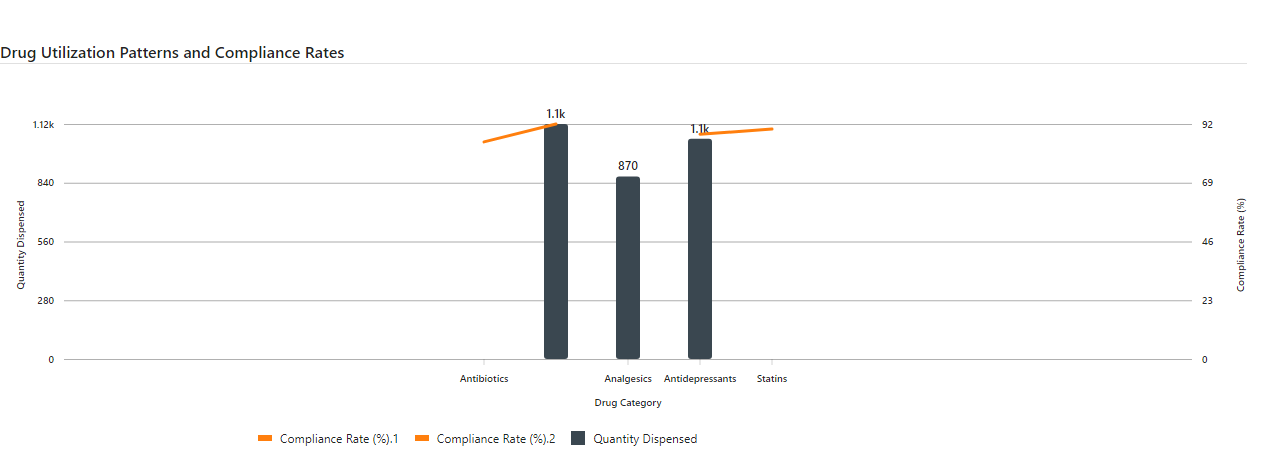 Drug Utilization Patterns and Compliance Rates
1.1k
1.12k
1.1k
92
870
840
69
Quantity Dispensed
Compliance Rate (%)
560
46
280
23
0
0
Antibiotics
Analgesics
Antidepressants
Statins
Drug Category
Compliance Rate (%).1
Compliance Rate (%).2
Quantity Dispensed